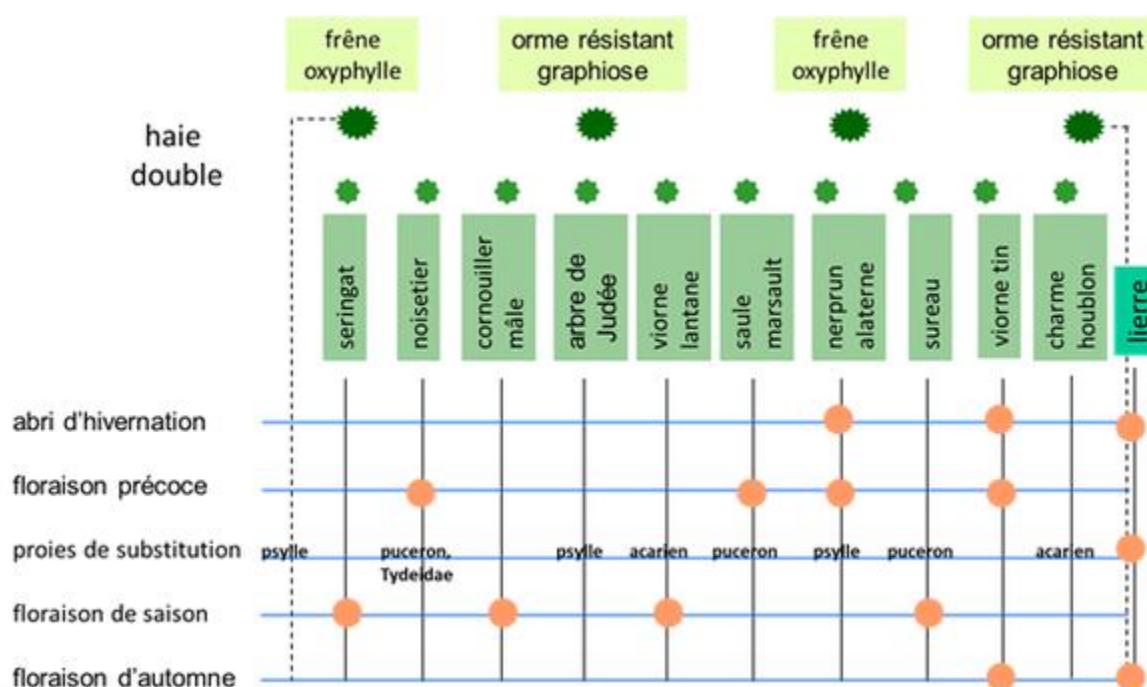 frêne
oxyphylle
orme résistant
graphiose
frêne
oxyphylle
orme résistant
graphiose
haie
double
seringat
noisetier
cornouiller
mâle
arbre de
Judée
viorne
lantane
saule
marsault
nerprun
alaterne
sureau
viorne tin
charme
houblon
lierre
abri d'hivernation
floraison précoce
proies de substitution
psylle
puceron,
Tydeidae
psylle
acarien
puceron
psylle
puceron
acarien
floraison de saison
floraison d'automne